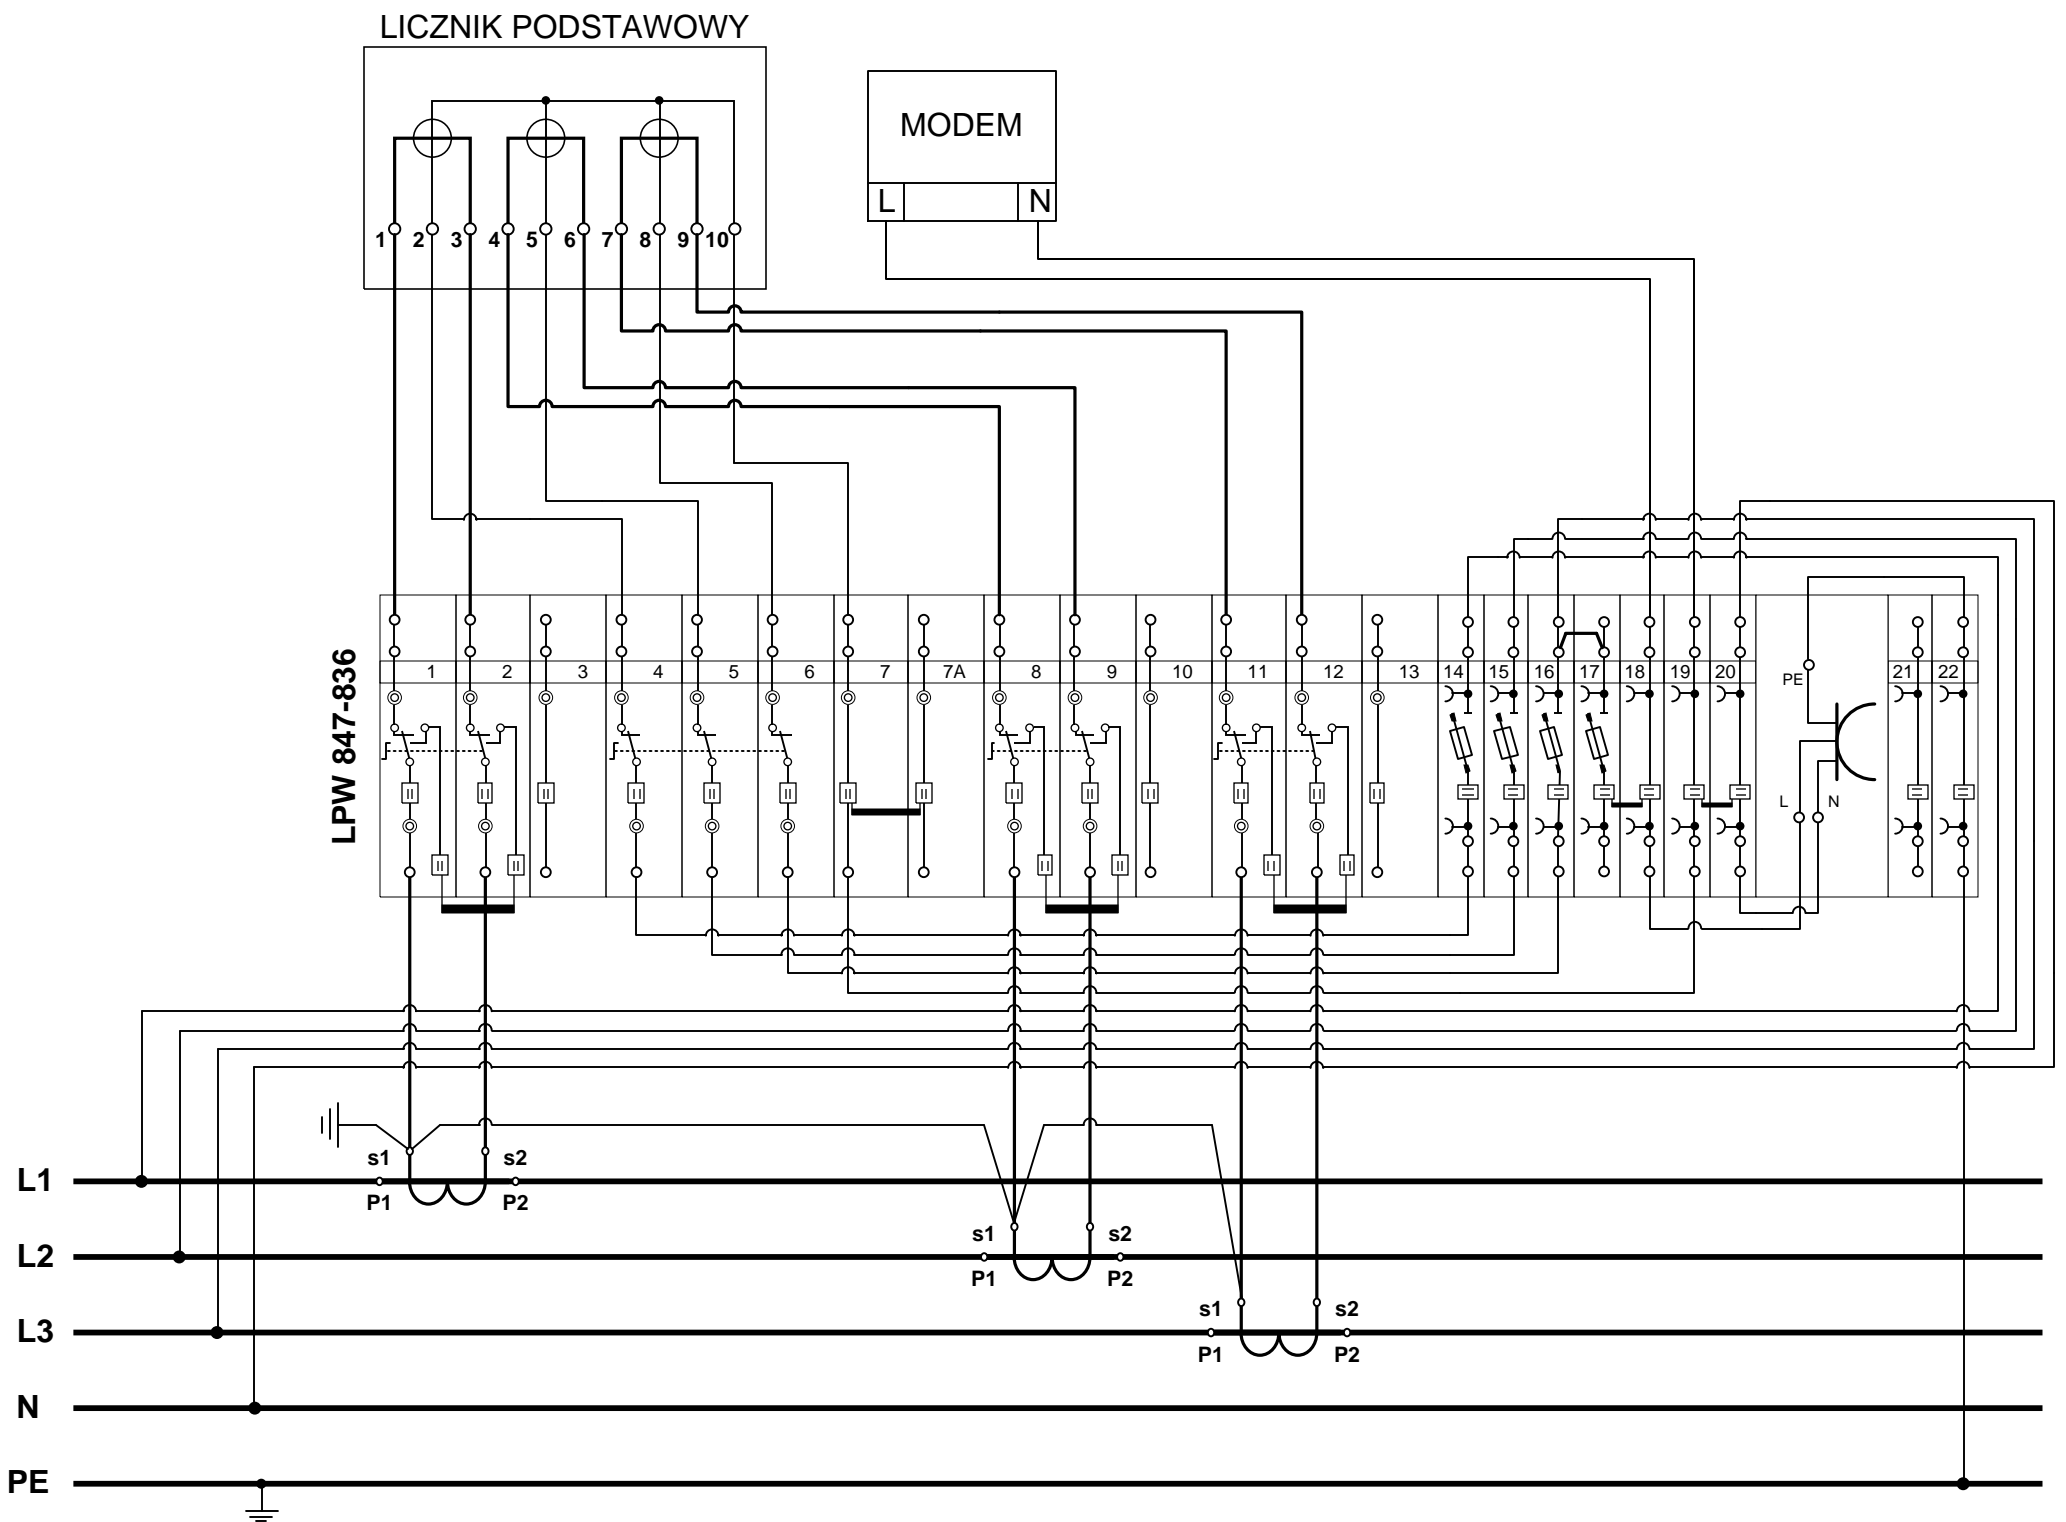 LICZNIK PODSTAWOWY
MODEM
L N
1 2 3 4 5 6 7 8 9 10
LPW 847-836
1 2 3 4 5 6 7 7A 8 9 10 11 12 13 14 15 16 17 18 19 20 21 22
PE
L N
s1 s2
L1
P1 P2
s1 s2
L2
P1 P2
s1 s2
L3
P1 P2
N
PE